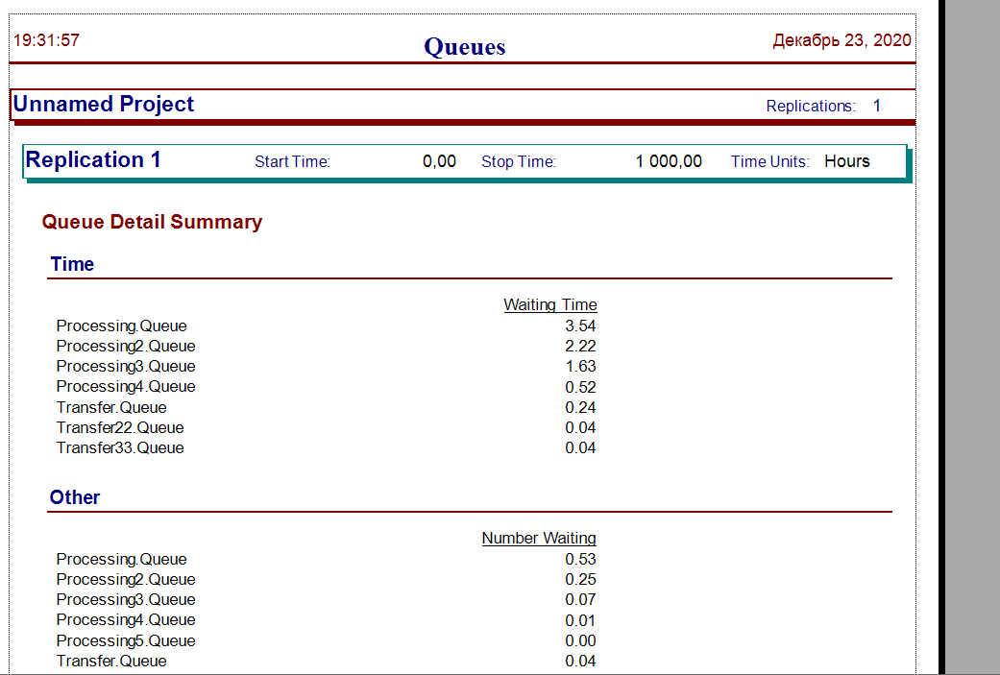 19:31:57 Queues Декабрь 23, 2020
Unnamed Project Replications: 1
Replication 1 Start Time: 0,00 Stop Time: 1 000,00 Time Units: Hours
Queue Detail Summary
Time
Waiting Time
Processing.Queue 3.54
Processing2.Queue 2.22
Processing3.Queue 1.63
Processing4.Queue 0.52
Transfer.Queue 0.24
Transfer22.Queue 0.04
Transfer33.Queue 0.04
Other
Number Waiting
Processing.Queue 0.53
Processing2.Queue 0.25
Processing3.Queue 0.07
Processing4.Queue 0.01
Processing5.Queue 0.00
Transfer.Queue 0.04